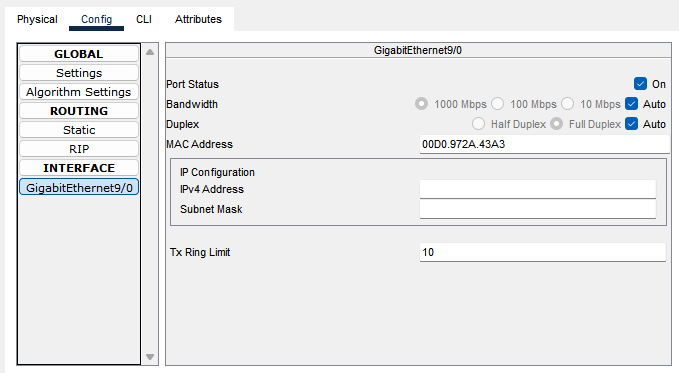 Physical Config CLI Attributes
GLOBAL
Settings
Algorithm Settings
ROUTING
Static
RIP
INTERFACE
GigabitEthernet9/0
GigabitEthernet9/0
Port Status On
Bandwidth 1000 Mbps 100 Mbps 10 Mbps Auto
Duplex Half Duplex Full Duplex Auto
MAC Address 00D0.972A.43A3
IP Configuration
IPv4 Address
Subnet Mask
Tx Ring Limit 10